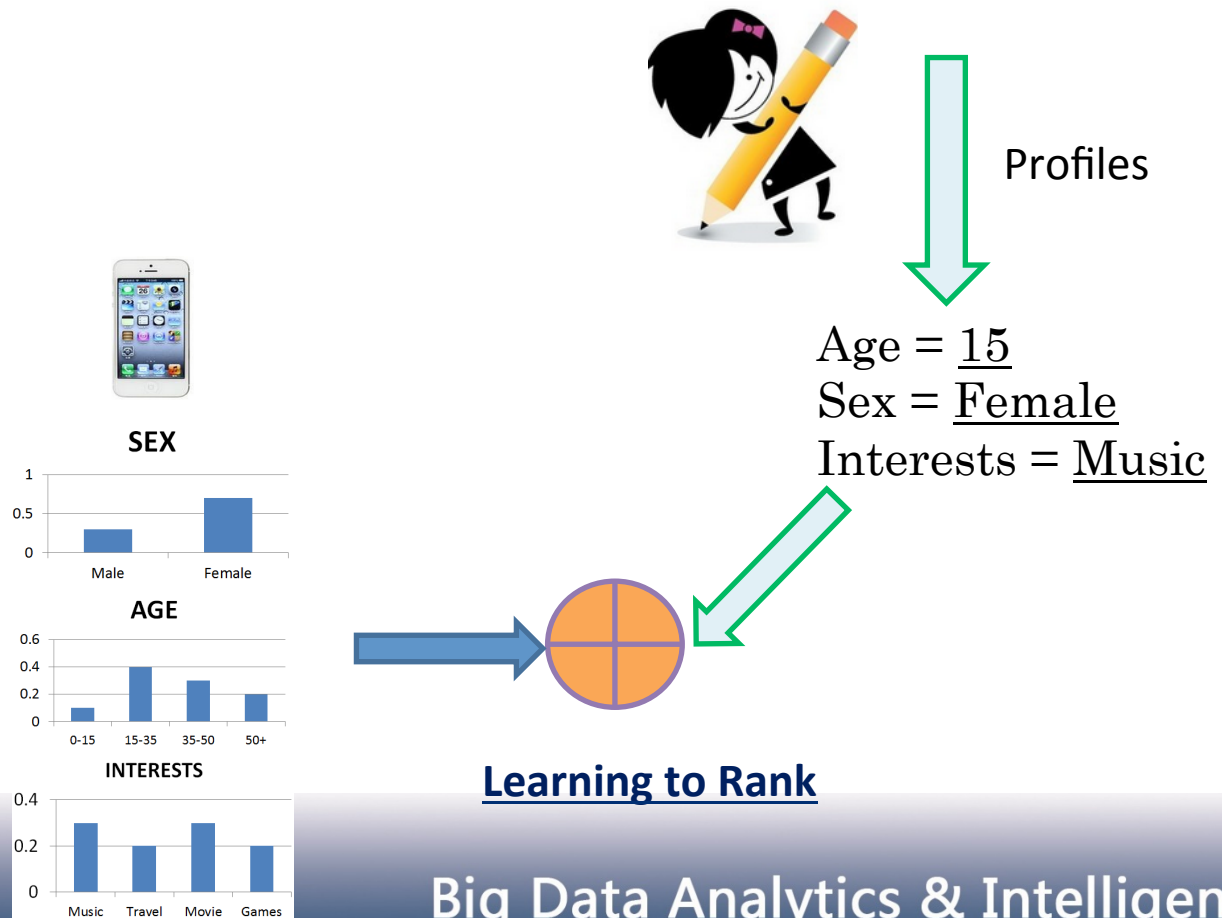 Profiles
Age = 15
Sex = Female
Interests = Music
SEX
1
0.5
0
Male Female
AGE
0.6
0.4
0.2
0
0-15 15-35 35-50 50+
INTERESTS
0.4
0.2
0
Music Travel Movie Games
Learning to Rank
Big Data Analytics & Intelligen